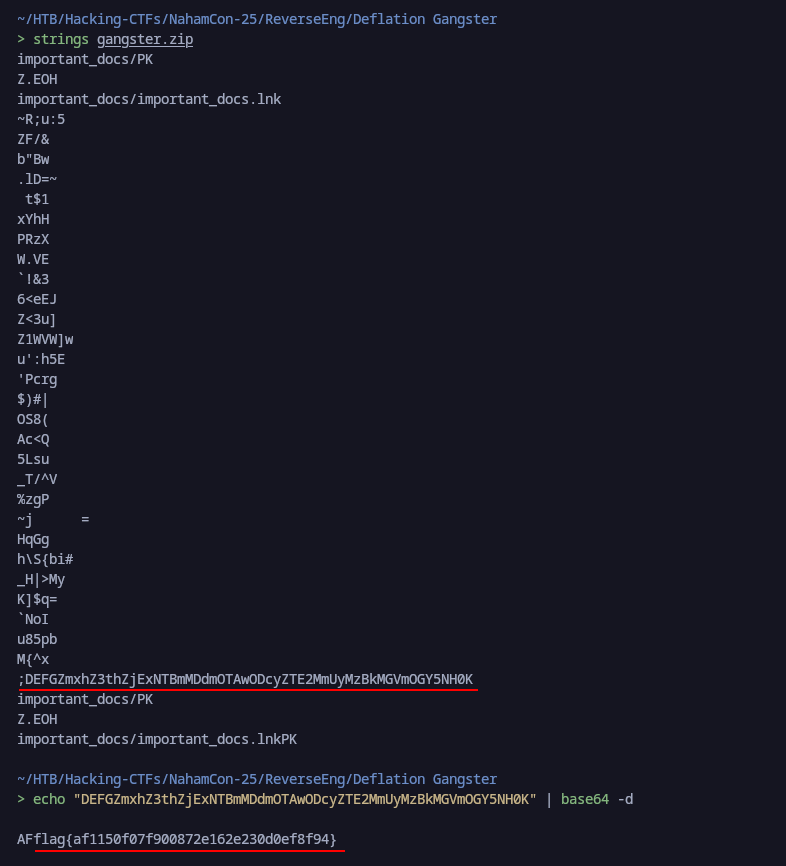 ~/HTB/Hacking-CTFs/NahamCon-25/ReverseEng/Deflation Gangster
> strings gangster.zip
important_docs/PK
Z.EOH
important_docs/important_docs.lnk
~R;u:5
ZF/&
b"Bw
.lD=~
 t$1
xYhH
PRzX
W.VE
`!&3
6<eEJ
Z<3u]
Z1WVW]w
u':h5E
'Pcrg
$)#|
OS8(
Ac<Q
5Lsu
_T/^V
%zgP
~j      =
HqGg
h\S{bi#
_H|>My
K]$q=
`NoI
u85pb
M{^x
;DEFGZmxhZ3thZjExNTBmMDdmOTAwODcyZTE2MmUyMzBkMGVmOGY5NH0K
important_docs/PK
Z.EOH
important_docs/important_docs.lnkPK
~/HTB/Hacking-CTFs/NahamCon-25/ReverseEng/Deflation Gangster
> echo "DEFGZmxhZ3thZjExNTBmMDdmOTAwODcyZTE2MmUyMzBkMGVmOGY5NH0K" | base64 -d
AFflag{af1150f07f900872e162e230d0ef8f94}